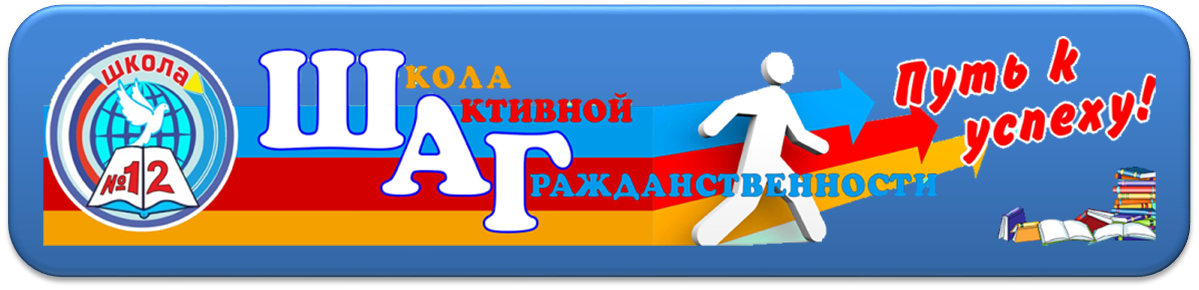 ШКОЛА
№12
ШКОЛА
АКТИВНОЙ
ГРАЖДАНСТВЕННОСТИ
Путь к
успеху!